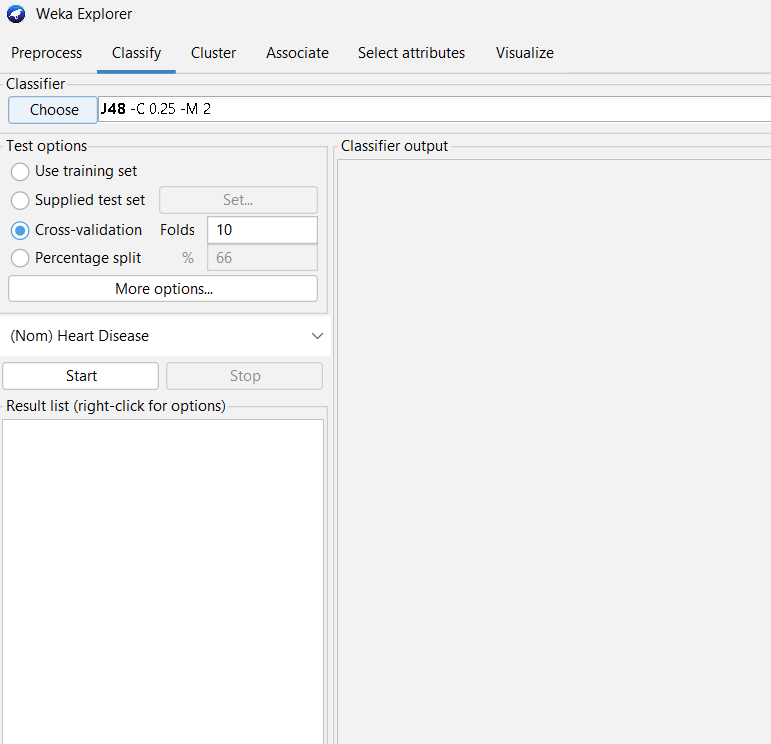 Weka Explorer
Preprocess Classify Cluster Associate Select attributes Visualize
Classifier
Choose J48 -C 0.25 -M 2
Test options
Use training set
Supplied test set Set...
Cross-validation Folds 10
Percentage split % 66
More options...
(Nom) Heart Disease
Start Stop
Result list (right-click for options)
Classifier output